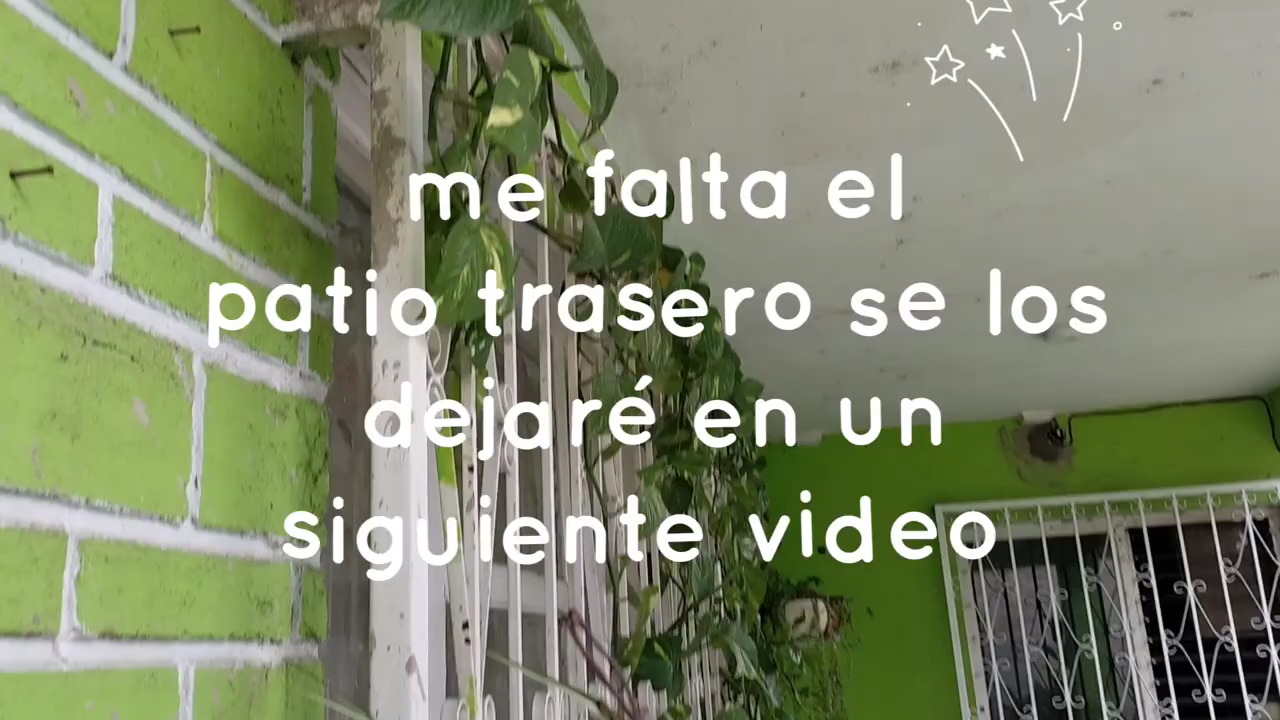 me falta el
patio trasero se los
dejaré en un
siguiente video